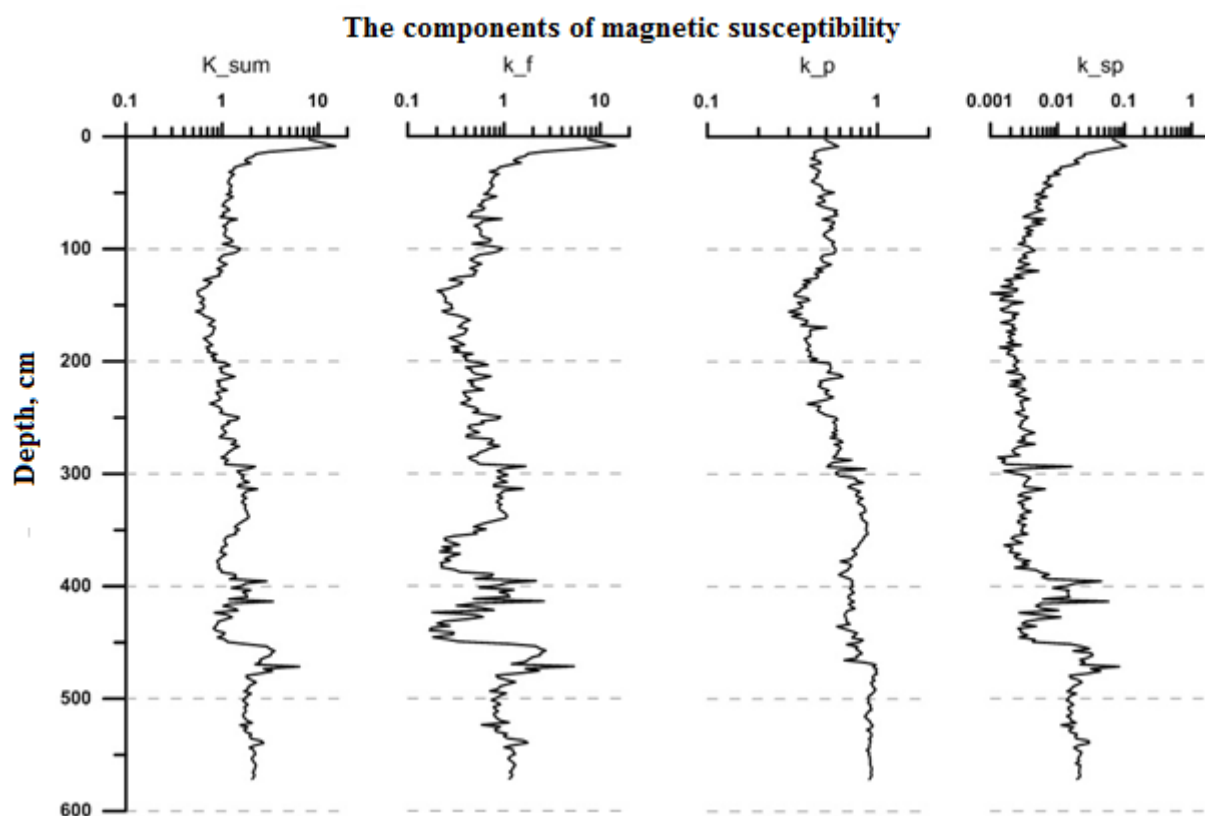 The components of magnetic susceptibility
K_sum k_f k_p k_sp
0.1 1 10 0.1 1 10 0.1 1 0.001 0.01 0.1 1
0
100
200
300
400
500
600
Depth, cm